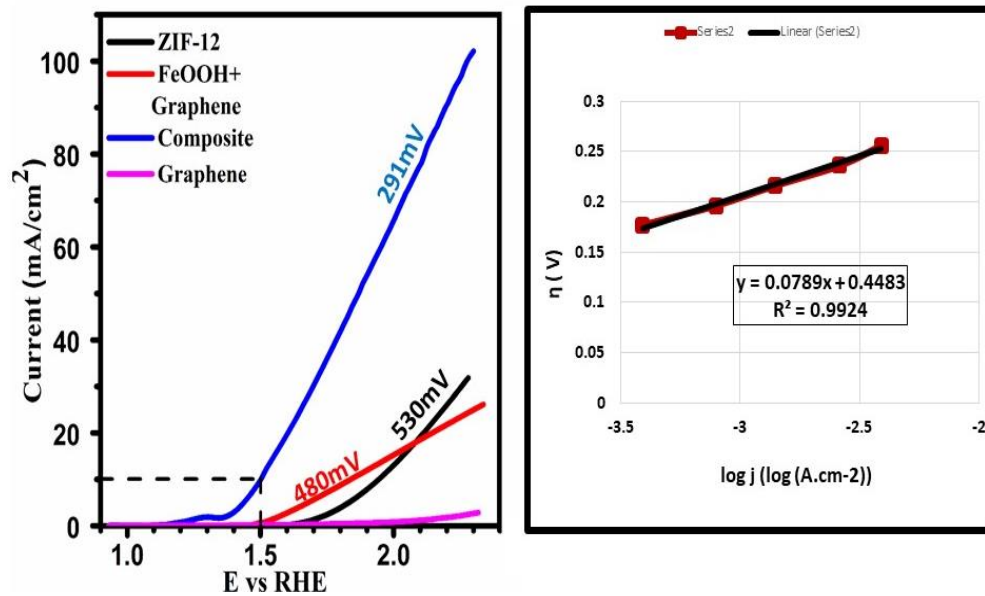 ZIF-12
FeOOH+
Graphene
Composite
Graphene
291mV
480mV
530mV
100
80
60
40
20
0
Current (mA/cm²)
1.0 1.5 2.0
E vs RHE
Series2 Linear (Series2)
0.3
0.25
0.2
0.15
0.1
0.05
0
η ( V)
y = 0.0789x + 0.4483
R² = 0.9924
-3.5 -3 -2.5 -2
log j (log (A.cm-2))